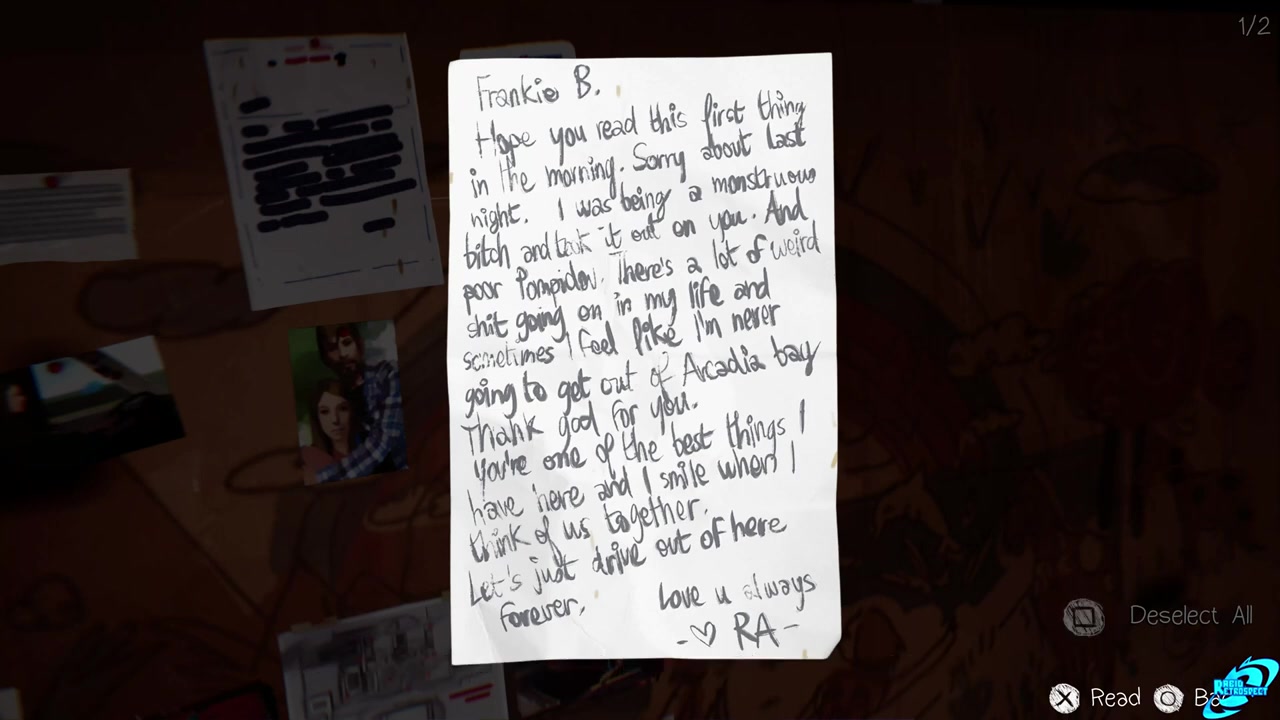 1/2
Frankie B.
Hope you read this first thing
in the morning. Sorry about last
night. I was being a monstruous
bitch and took it out on you. And
poor Pompidou. There's a lot of weird
shit going on in my life and
sometimes I feel like I'm never
going to get out of Arcadia bay
Thank god for you.
You're one of the best things I
have here and I smile when I
think of us together.
Let's just drive out of here
forever.
Love u always
-♡ RA-
Deselect All
Read
RABID
RETROSPECT